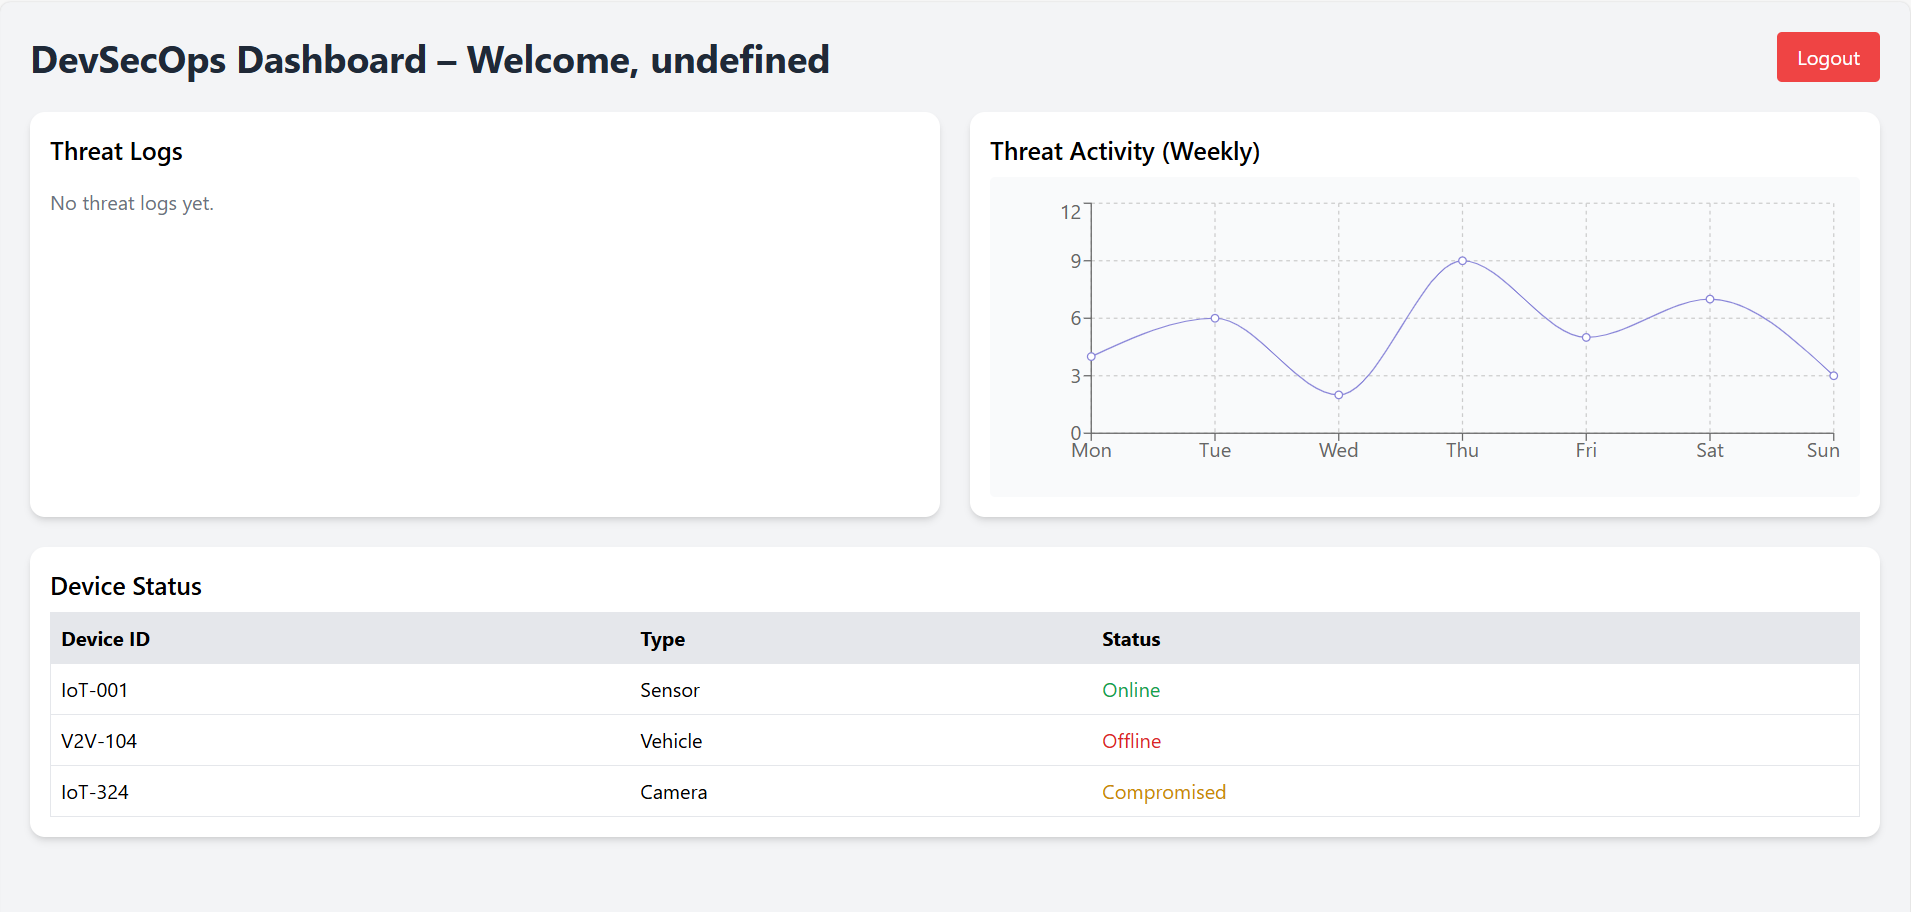 DevSecOps Dashboard – Welcome, undefined
Logout
Threat Logs
No threat logs yet.
Threat Activity (Weekly)
12
9
6
3
0
Mon Tue Wed Thu Fri Sat Sun
Device Status
Device ID Type Status
IoT-001 Sensor Online
V2V-104 Vehicle Offline
IoT-324 Camera Compromised